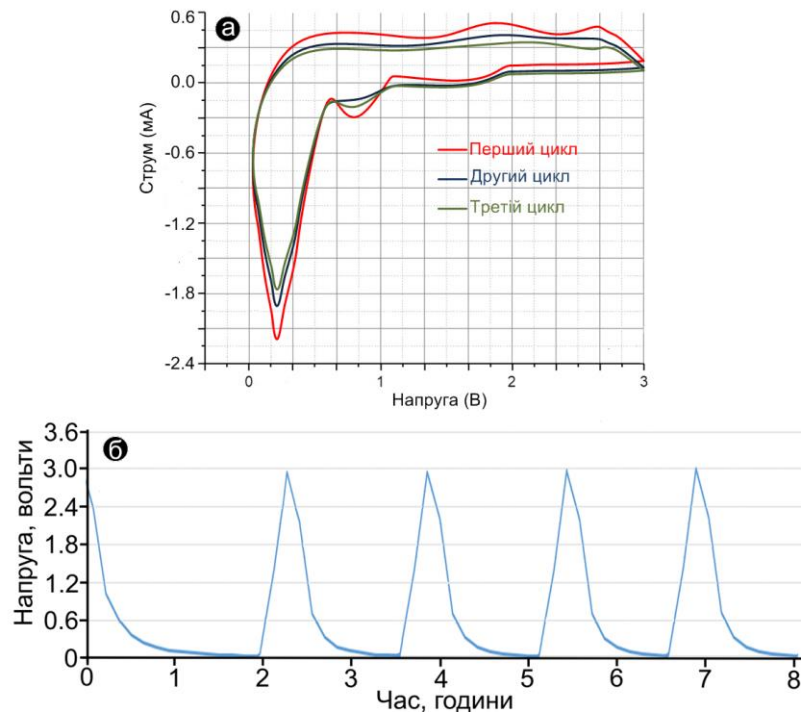 а
Струм (мА)
0.6
0.0
-0.6
-1.2
-1.8
-2.4
Перший цикл
Другий цикл
Третій цикл
0 1 2 3
Напруга (В)
б
Напруга, вольти
3.6
3.0
2.4
1.8
1.2
0.6
0
0 1 2 3 4 5 6 7 8
Час, години